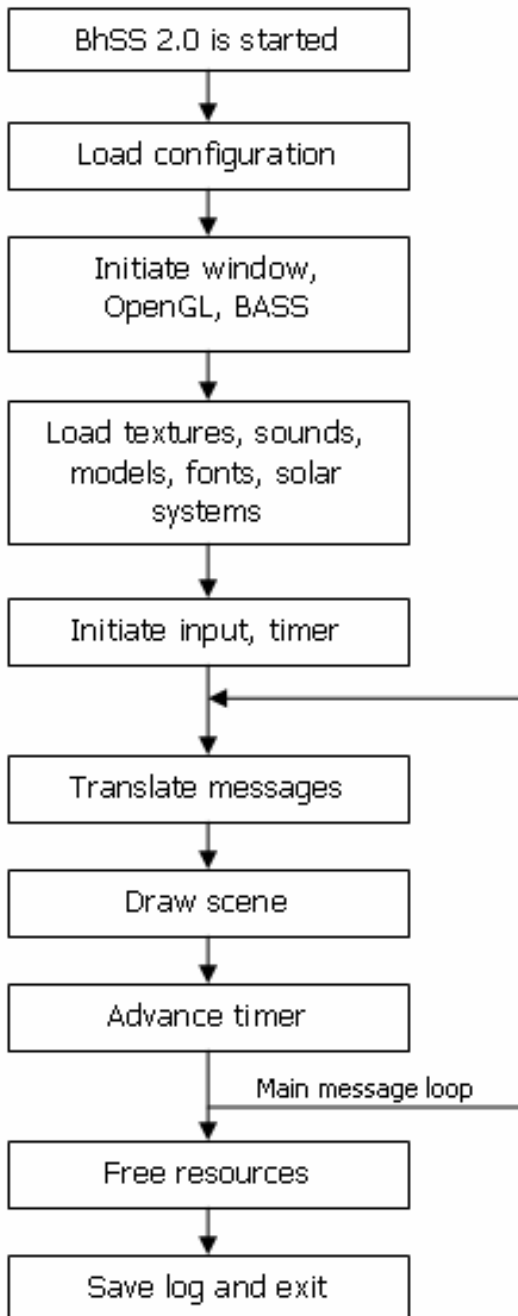 BhSS 2.0 is started
Load configuration
Initiate window,
OpenGL, BASS
Load textures, sounds,
models, fonts, solar
systems
Initiate input, timer
Translate messages
Draw scene
Advance timer
Main message loop
Free resources
Save log and exit